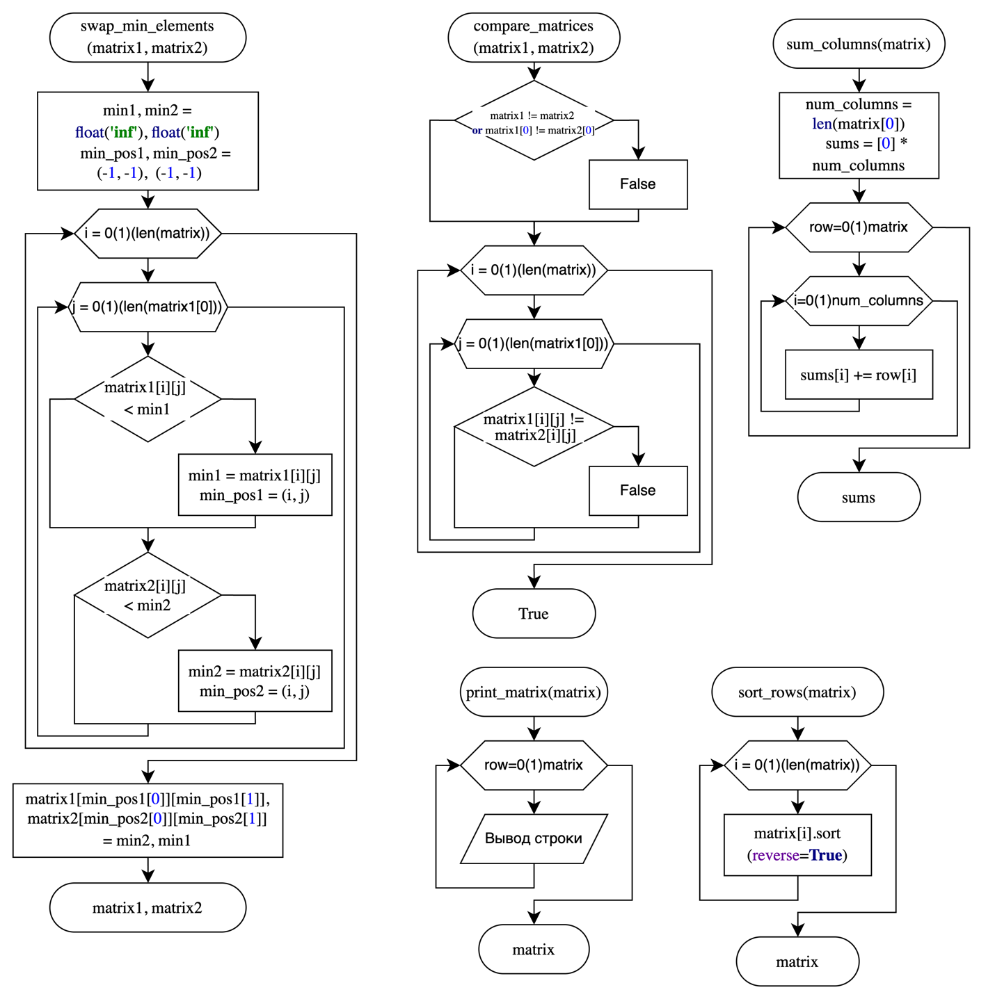 swap_min_elements
(matrix1, matrix2)
min1, min2 =
float('inf'), float('inf')
min_pos1, min_pos2 =
(-1, -1), (-1, -1)
i = 0(1)(len(matrix))
j = 0(1)(len(matrix1[0]))
matrix1[i][j]
< min1
min1 = matrix1[i][j]
min_pos1 = (i, j)
matrix2[i][j]
< min2
min2 = matrix2[i][j]
min_pos2 = (i, j)
matrix1[min_pos1[0]][min_pos1[1]],
matrix2[min_pos2[0]][min_pos2[1]]
= min2, min1
matrix1, matrix2
compare_matrices
(matrix1, matrix2)
matrix1 != matrix2
or matrix1[0] != matrix2[0]
False
i = 0(1)(len(matrix))
j = 0(1)(len(matrix1[0]))
matrix1[i][j] !=
matrix2[i][j]
False
True
sum_columns(matrix)
num_columns =
len(matrix[0])
sums = [0] *
num_columns
row=0(1)matrix
i=0(1)num_columns
sums[i] += row[i]
sums
print_matrix(matrix)
row=0(1)matrix
Вывод строки
matrix
sort_rows(matrix)
i = 0(1)(len(matrix))
matrix[i].sort
(reverse=True)
matrix